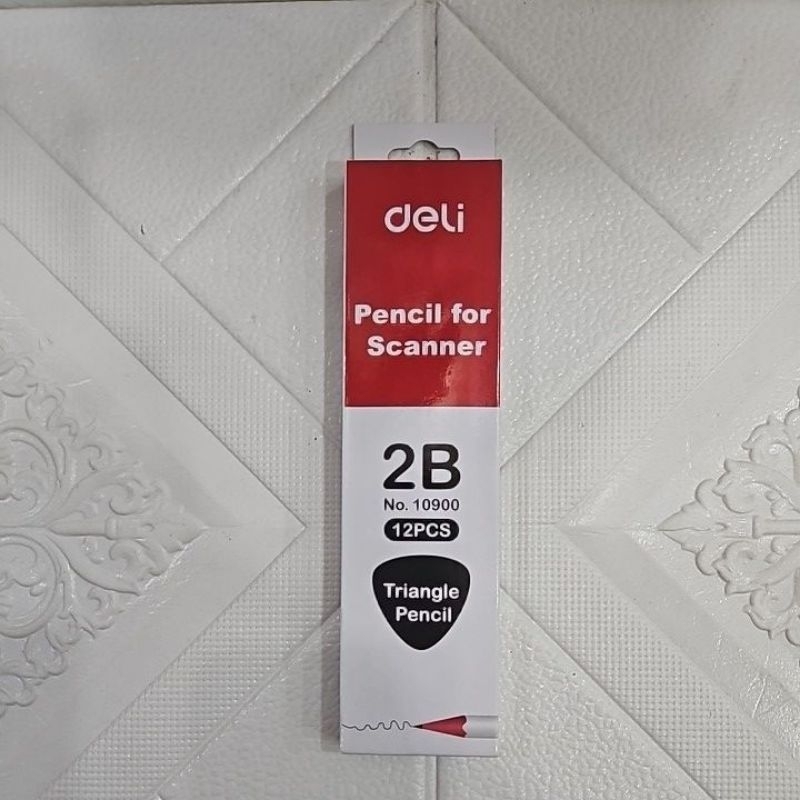 deli
Pencil for
Scanner
2B
No. 10900
12PCS
Triangle
Pencil